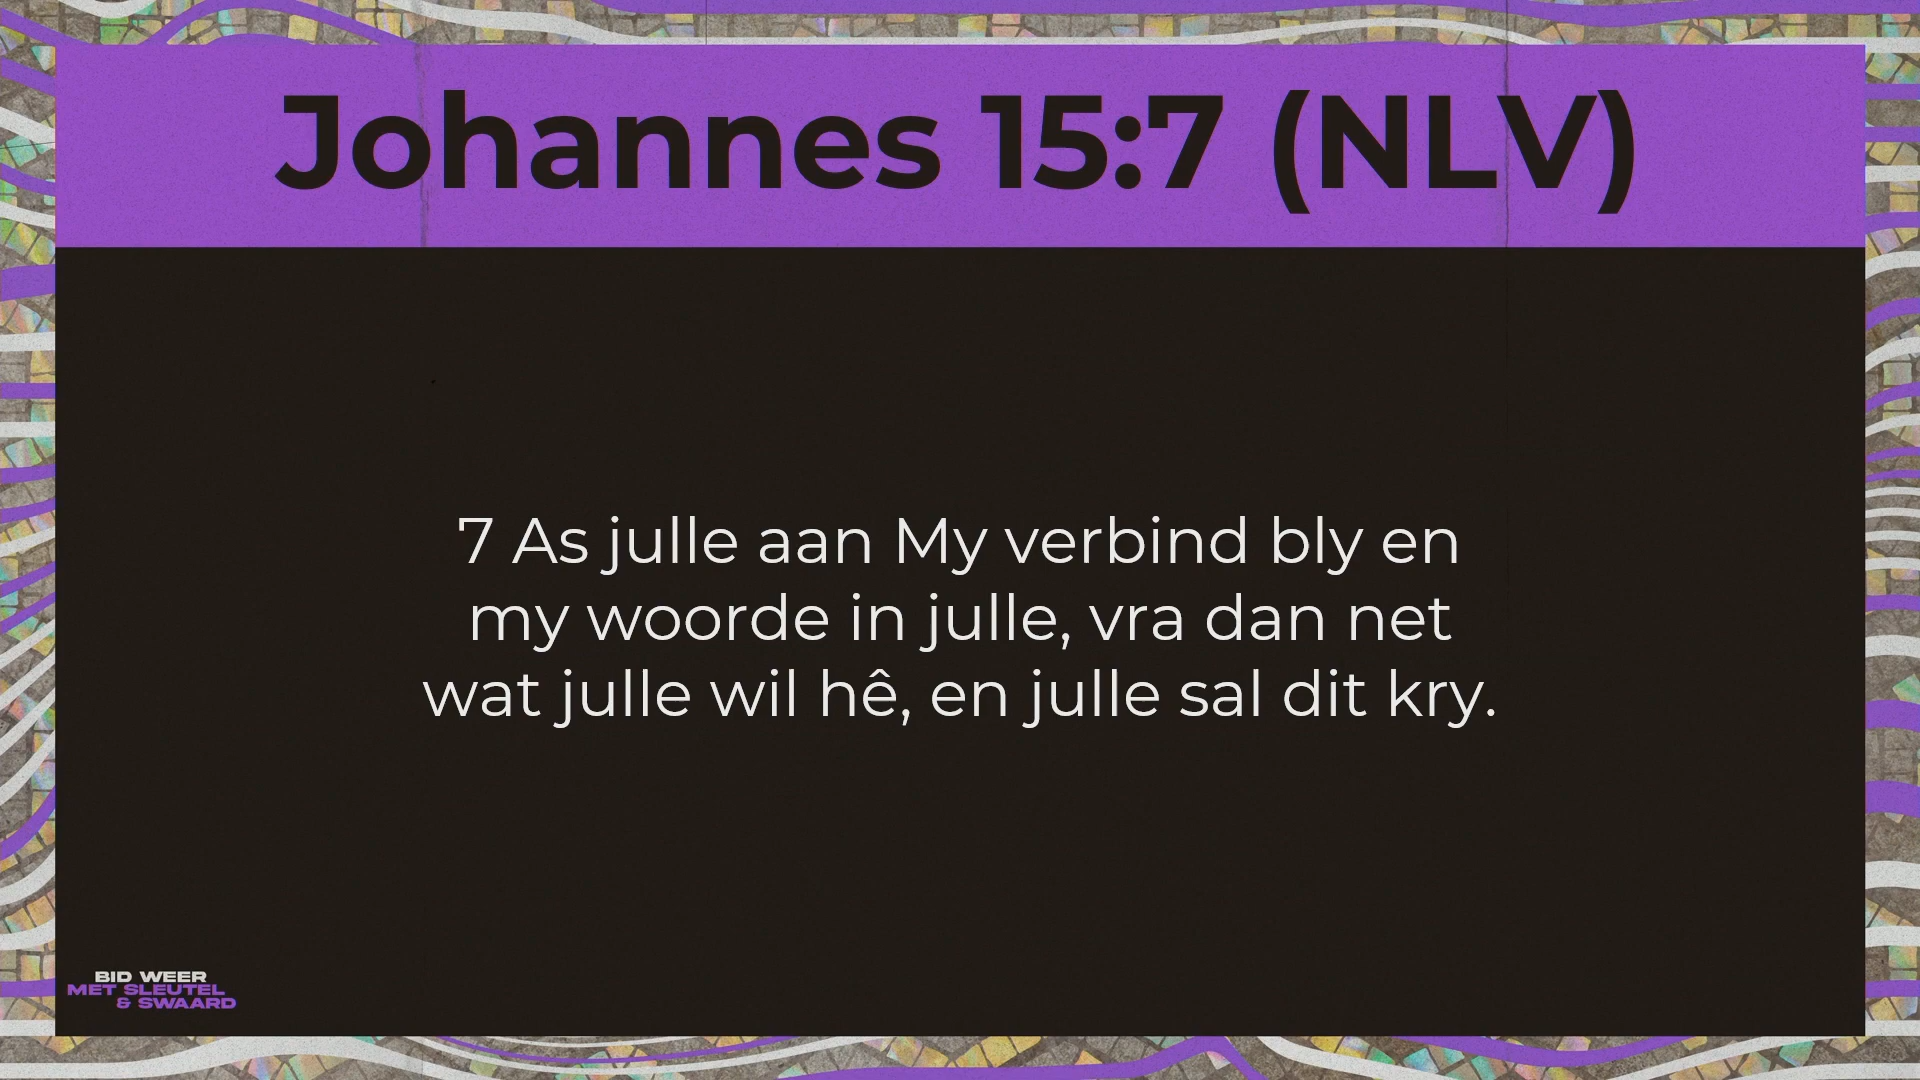 Johannes 15:7 (NLV)
7 As julle aan My verbind bly en
my woorde in julle, vra dan net
wat julle wil hê, en julle sal dit kry.
BID WEER
MET SLEUTEL
& SWAARD